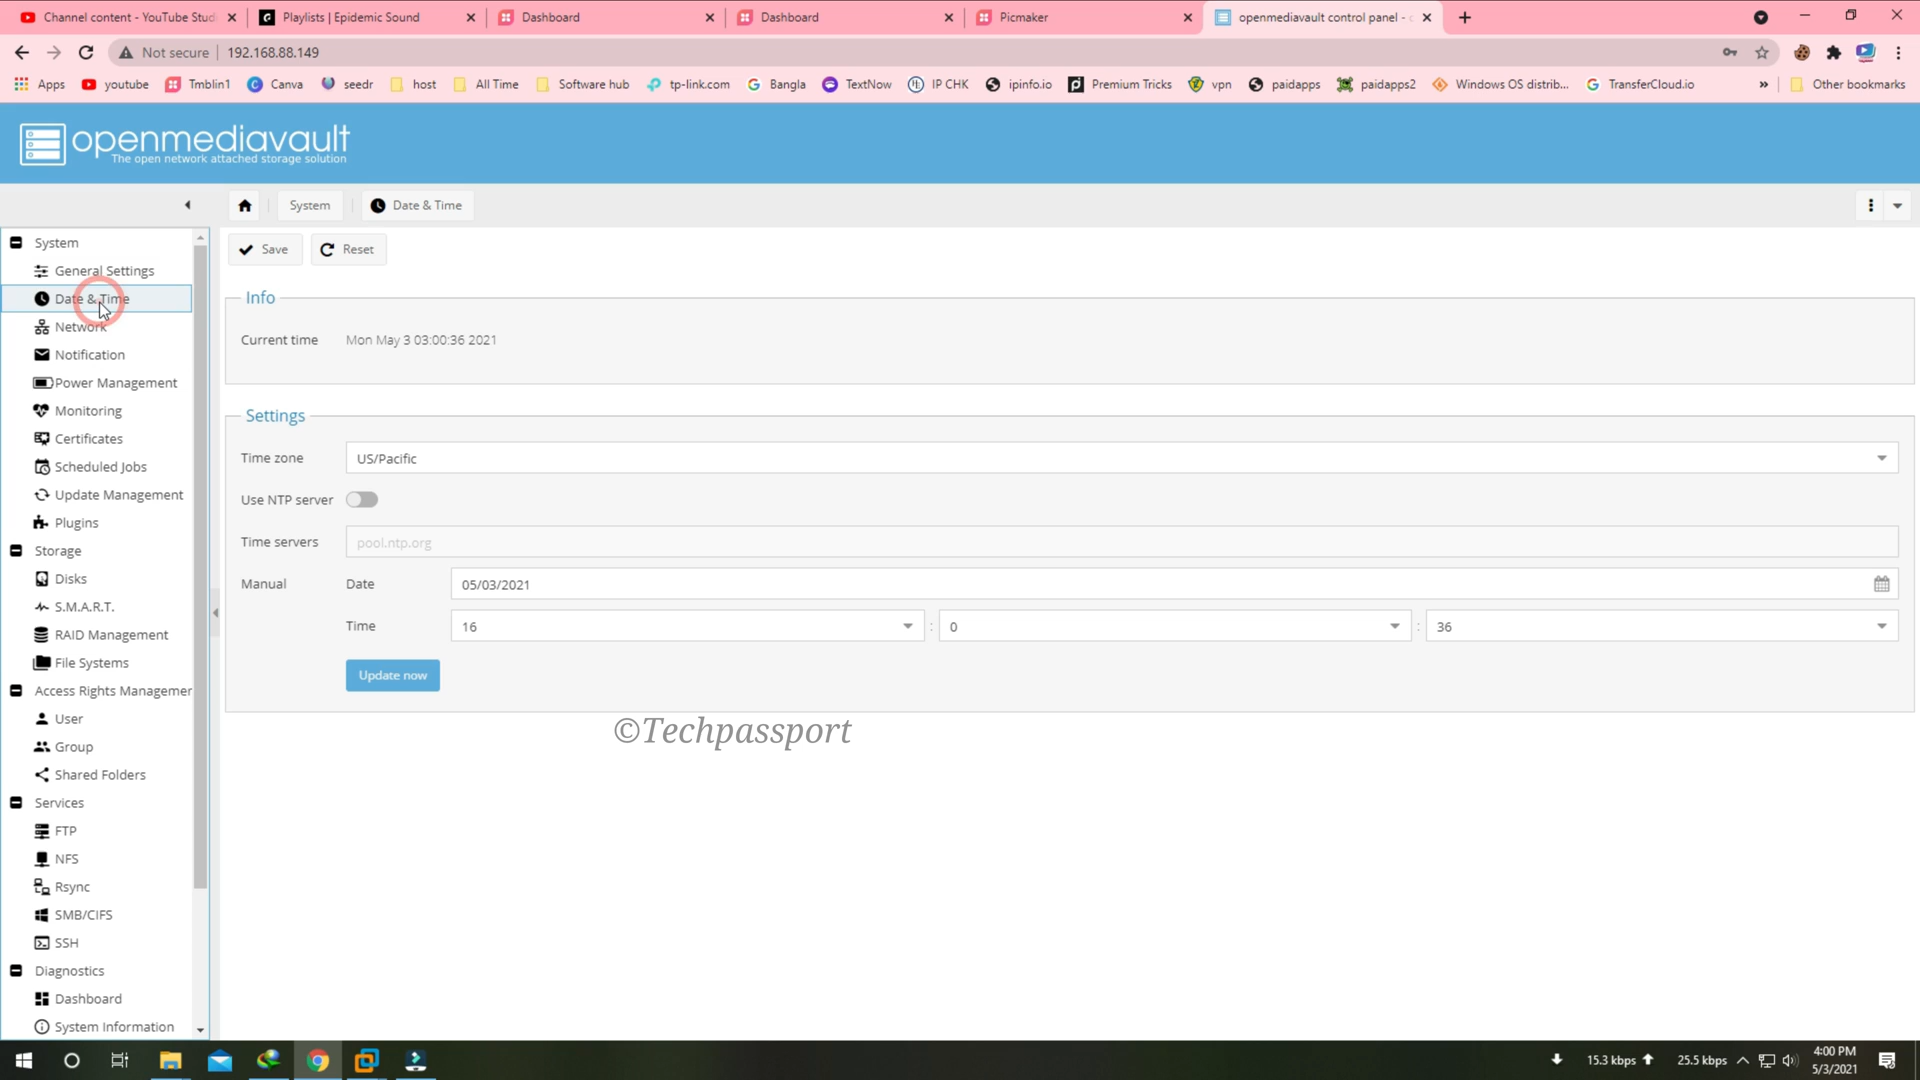 Channel content - YouTube Stud
Playlists | Epidemic Sound
Dashboard
Dashboard
Picmaker
openmediavault control panel -
Not secure
192.168.88.149
Apps
youtube
Tmblin1
Canva
seedr
host
All Time
Software hub
tp-link.com
Bangla
TextNow
IP CHK
ipinfo.io
Premium Tricks
vpn
paidapps
paidapps2
Windows OS distrib...
TransferCloud.io
»
Other bookmarks
openmediavault
The open network attached storage solution
System
Date & Time
System
General Settings
Date & Time
Network
Notification
Power Management
Monitoring
Certificates
Scheduled Jobs
Update Management
Plugins
Storage
Disks
S.M.A.R.T.
RAID Management
File Systems
Access Rights Managemen
User
Group
Shared Folders
Services
FTP
NFS
Rsync
SMB/CIFS
SSH
Diagnostics
Dashboard
System Information
Save
Reset
Info
Current time Mon May 3 03:00:36 2021
Settings
Time zone US/Pacific
Use NTP server
Time servers pool.ntp.org
Manual Date 05/03/2021
Time 16 : 0 : 36
Update now
©Techpassport
15.3 kbps
25.5 kbps
4:00 PM
5/3/2021